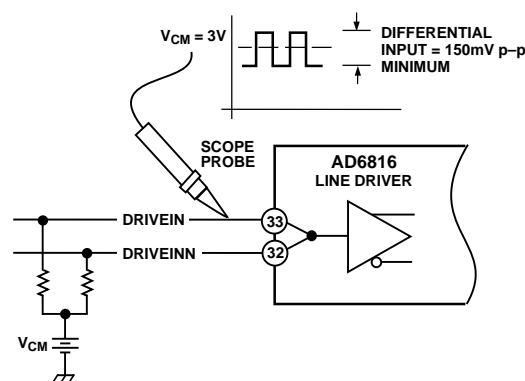 V_CM = 3V
DIFFERENTIAL
INPUT = 150mV p–p
MINIMUM
SCOPE
PROBE
AD6816
LINE DRIVER
DRIVEIN
33
DRIVEINN
32
V_CM